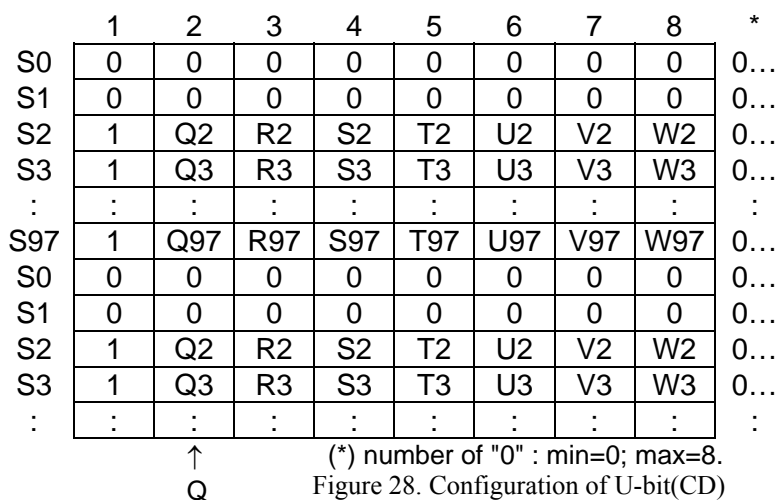 1 2 3 4 5 6 7 8 *
S0 0 0 0 0 0 0 0 0 0…
S1 0 0 0 0 0 0 0 0 0…
S2 1 Q2 R2 S2 T2 U2 V2 W2 0…
S3 1 Q3 R3 S3 T3 U3 V3 W3 0…
: : : : : : : : : :
S97 1 Q97 R97 S97 T97 U97 V97 W97 0…
S0 0 0 0 0 0 0 0 0 0…
S1 0 0 0 0 0 0 0 0 0…
S2 1 Q2 R2 S2 T2 U2 V2 W2 0…
S3 1 Q3 R3 S3 T3 U3 V3 W3 0…
: : : : : : : : : :
↑ (*) number of "0" : min=0; max=8.
Q Figure 28. Configuration of U-bit(CD)